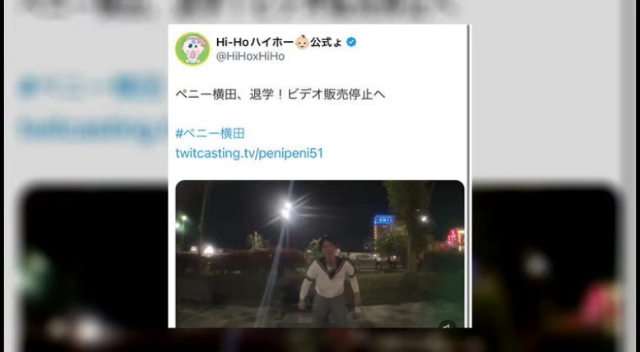 Hi-Hoハイホー👶公式ょ
@HiHoxHiHo
ペニー横田、退学！ビデオ販売停止へ
#ペニー横田
twitcasting.tv/penipeni51